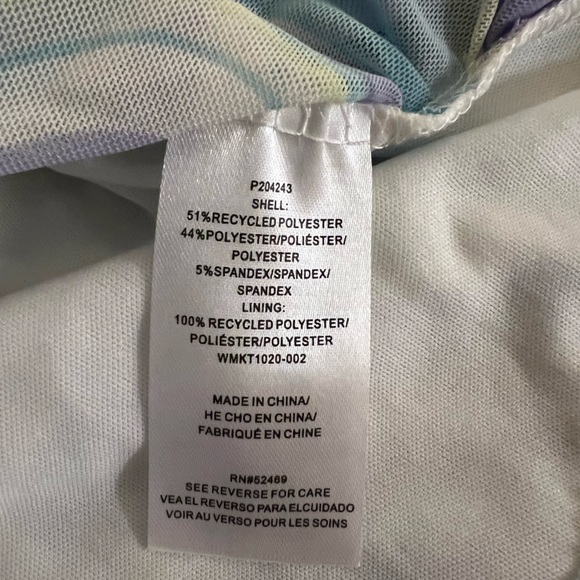 P204243
SHELL:
51%RECYCLED POLYESTER
44%POLYESTER/POLIÉSTER/
POLYESTER
5%SPANDEX/SPANDEX/
SPANDEX
LINING:
100% RECYCLED POLYESTER/
POLIÉSTER/POLYESTER
WMKT1020-002
MADE IN CHINA/
HE CHO EN CHINA/
FABRIQUÉ EN CHINE
RN#52469
SEE REVERSE FOR CARE
VEA EL REVERSO PARA ELCUIDADO
VOIR AU VERSO POUR LES SOINS